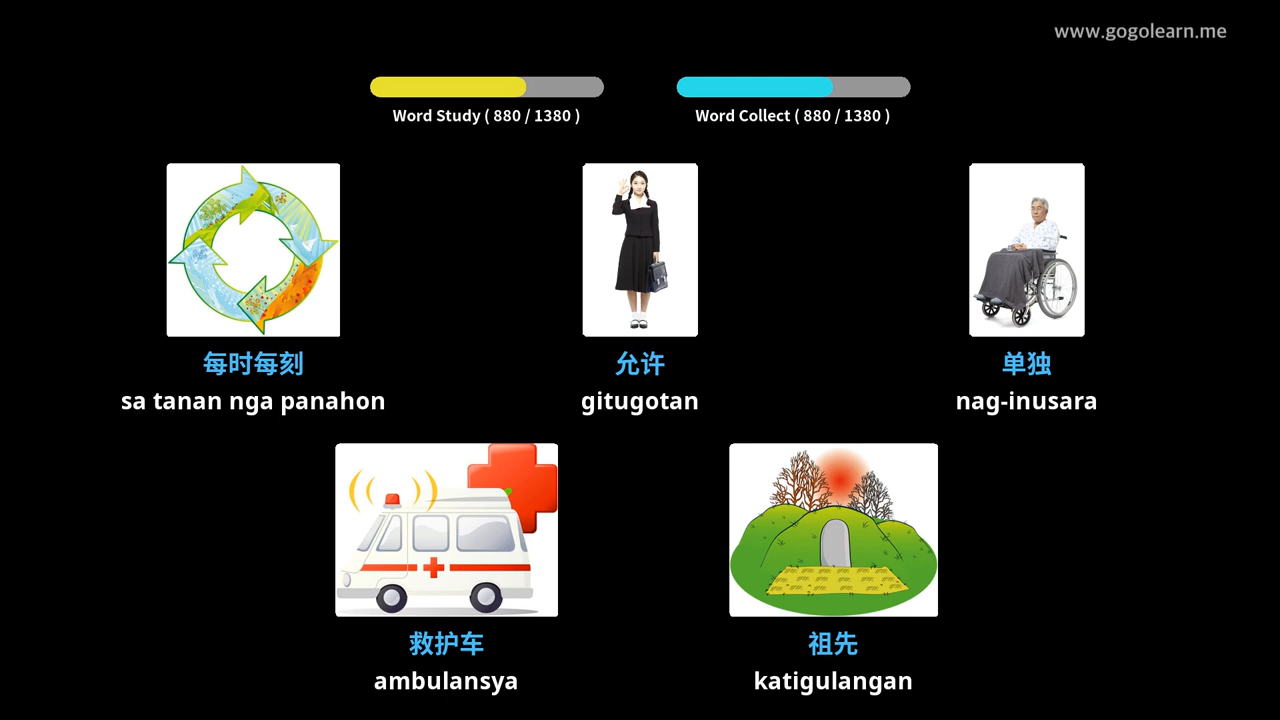 www.gogolearn.me
Word Study ( 880 / 1380 )
Word Collect ( 880 / 1380 )
每时每刻
sa tanan nga panahon
允许
gitugotan
单独
nag-inusara
救护车
ambulansya
祖先
katigulangan